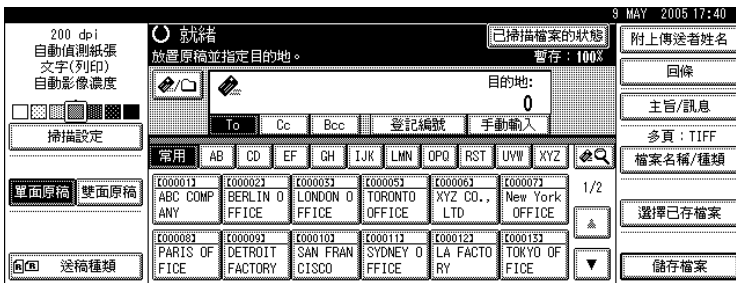 9 MAY 2005 17:40
200 dpi
自動偵測紙張
文字(列印)
自動影像濃度
掃描設定
單面原稿 雙面原稿
送稿種類
就緒
已掃描檔案的狀態
放置原稿並指定目的地。
暫存：100%
目的地:
0
To Cc Bcc 登記編號 手動輸入
常用 AB CD EF GH IJK LMN OPQ RST UVW XYZ
[00001] [00002] [00003] [00005] [00006] [00007]
ABC COMP BERLIN O LONDON O TORONTO XYZ CO., New York
ANY FFICE FFICE OFFICE LTD OFFICE
1/2
[00008] [00009] [00010] [00011] [00012] [00013]
PARIS OF DETROIT SAN FRAN SYDNEY O LA FACTO TOKYO OF
FICE FACTORY CISCO FFICE RY FICE
附上傳送者姓名
回條
主旨/訊息
多頁：TIFF
檔案名稱/種類
選擇已存檔案
儲存檔案